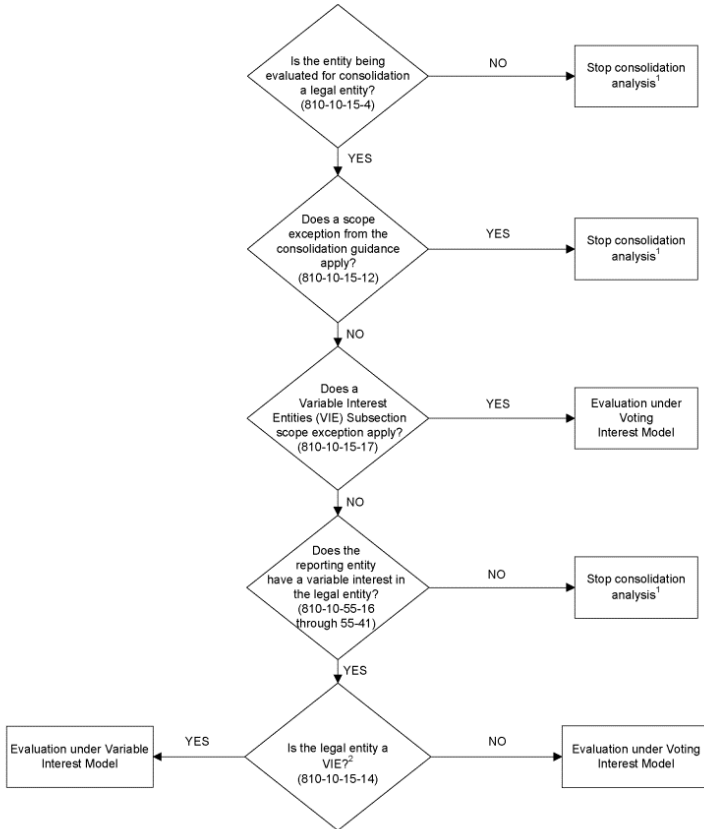 Is the entity being
evaluated for consolidation
a legal entity?
(810-10-15-4)
NO
Stop consolidation
analysis¹
YES
Does a scope
exception from the
consolidation guidance
apply?
(810-10-15-12)
YES
Stop consolidation
analysis¹
NO
Does a
Variable Interest
Entities (VIE) Subsection
scope exception apply?
(810-10-15-17)
YES
Evaluation under
Voting
Interest Model
NO
Does the
reporting entity
have a variable interest in
the legal entity?
(810-10-55-16
through 55-41)
NO
Stop consolidation
analysis¹
YES
Evaluation under Variable
Interest Model
YES
Is the legal entity a
VIE?²
(810-10-15-14)
NO
Evaluation under Voting
Interest Model